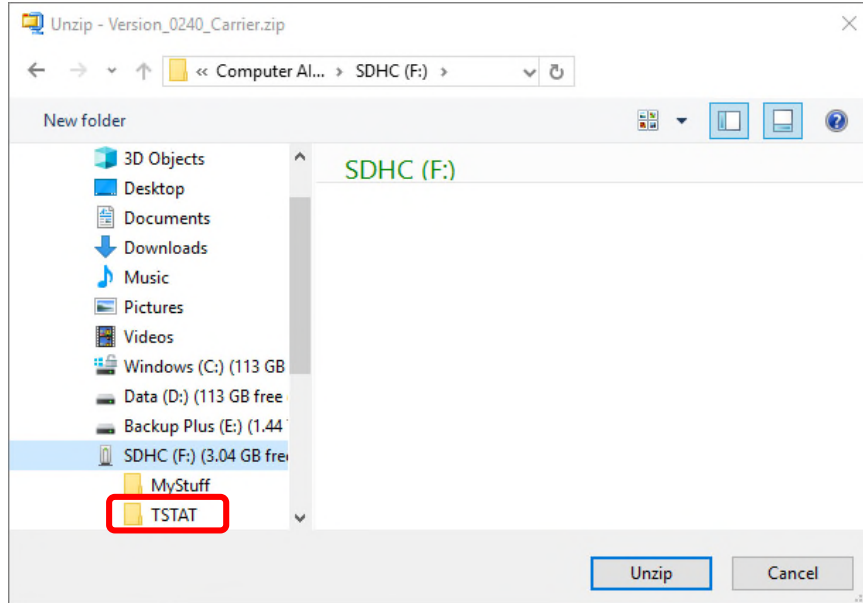 Unzip - Version_0240_Carrier.zip
« Computer Al... › SDHC (F:) ›
New folder
SDHC (F:)
3D Objects
Desktop
Documents
Downloads
Music
Pictures
Videos
Windows (C:) (113 GB
Data (D:) (113 GB free
Backup Plus (E:) (1.44
SDHC (F:) (3.04 GB free
MyStuff
TSTAT
Unzip Cancel